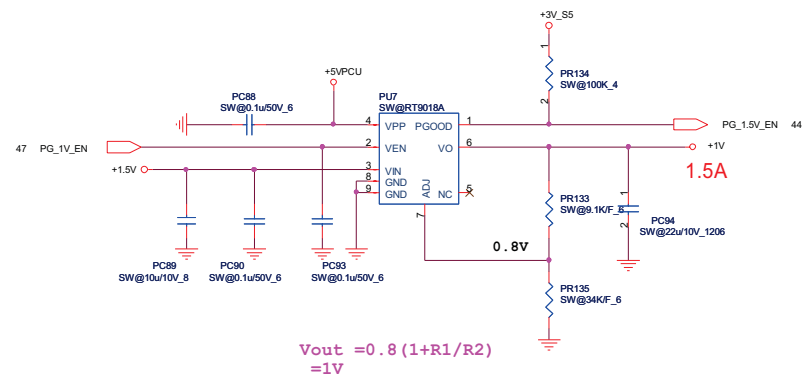 +3V_S5
1
PR134
SW@100K_4
2
+5VPCU
PC88
SW@0.1u/50V_6
PU7
SW@RT9018A
4
VPP
PGOOD
1
PG_1.5V_EN
44
47
PG_1V_EN
2
VEN
VO
6
+1V
+1.5V
3
VIN
1.5A
8
GND
9
GND
ADJ
NC
5
7
1
PR133
SW@9.1K/F_6
PC94
2
SW@22u/10V_1206
0.8V
PC89
SW@10u/10V_8
PC90
SW@0.1u/50V_6
PC93
SW@0.1u/50V_6
PR135
SW@34K/F_6
Vout =0.8(1+R1/R2)
=1V